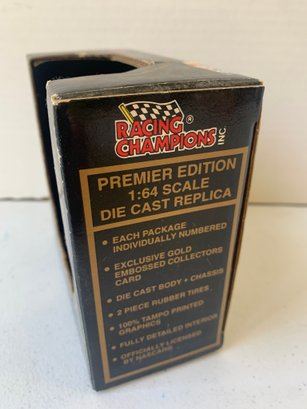 RACING
CHAMPIONS® INC
PREMIER EDITION
1:64 SCALE
DIE CAST REPLICA
• EACH PACKAGE
INDIVIDUALLY NUMBERED
• EXCLUSIVE GOLD
EMBOSSED COLLECTORS
CARD
• DIE CAST BODY + CHASSIS
• 2 PIECE RUBBER TIRES
• 100% TAMPO PRINTED
GRAPHICS
• FULLY DETAILED INTERIOR
• OFFICIALLY LICENSED
BY NASCAR®